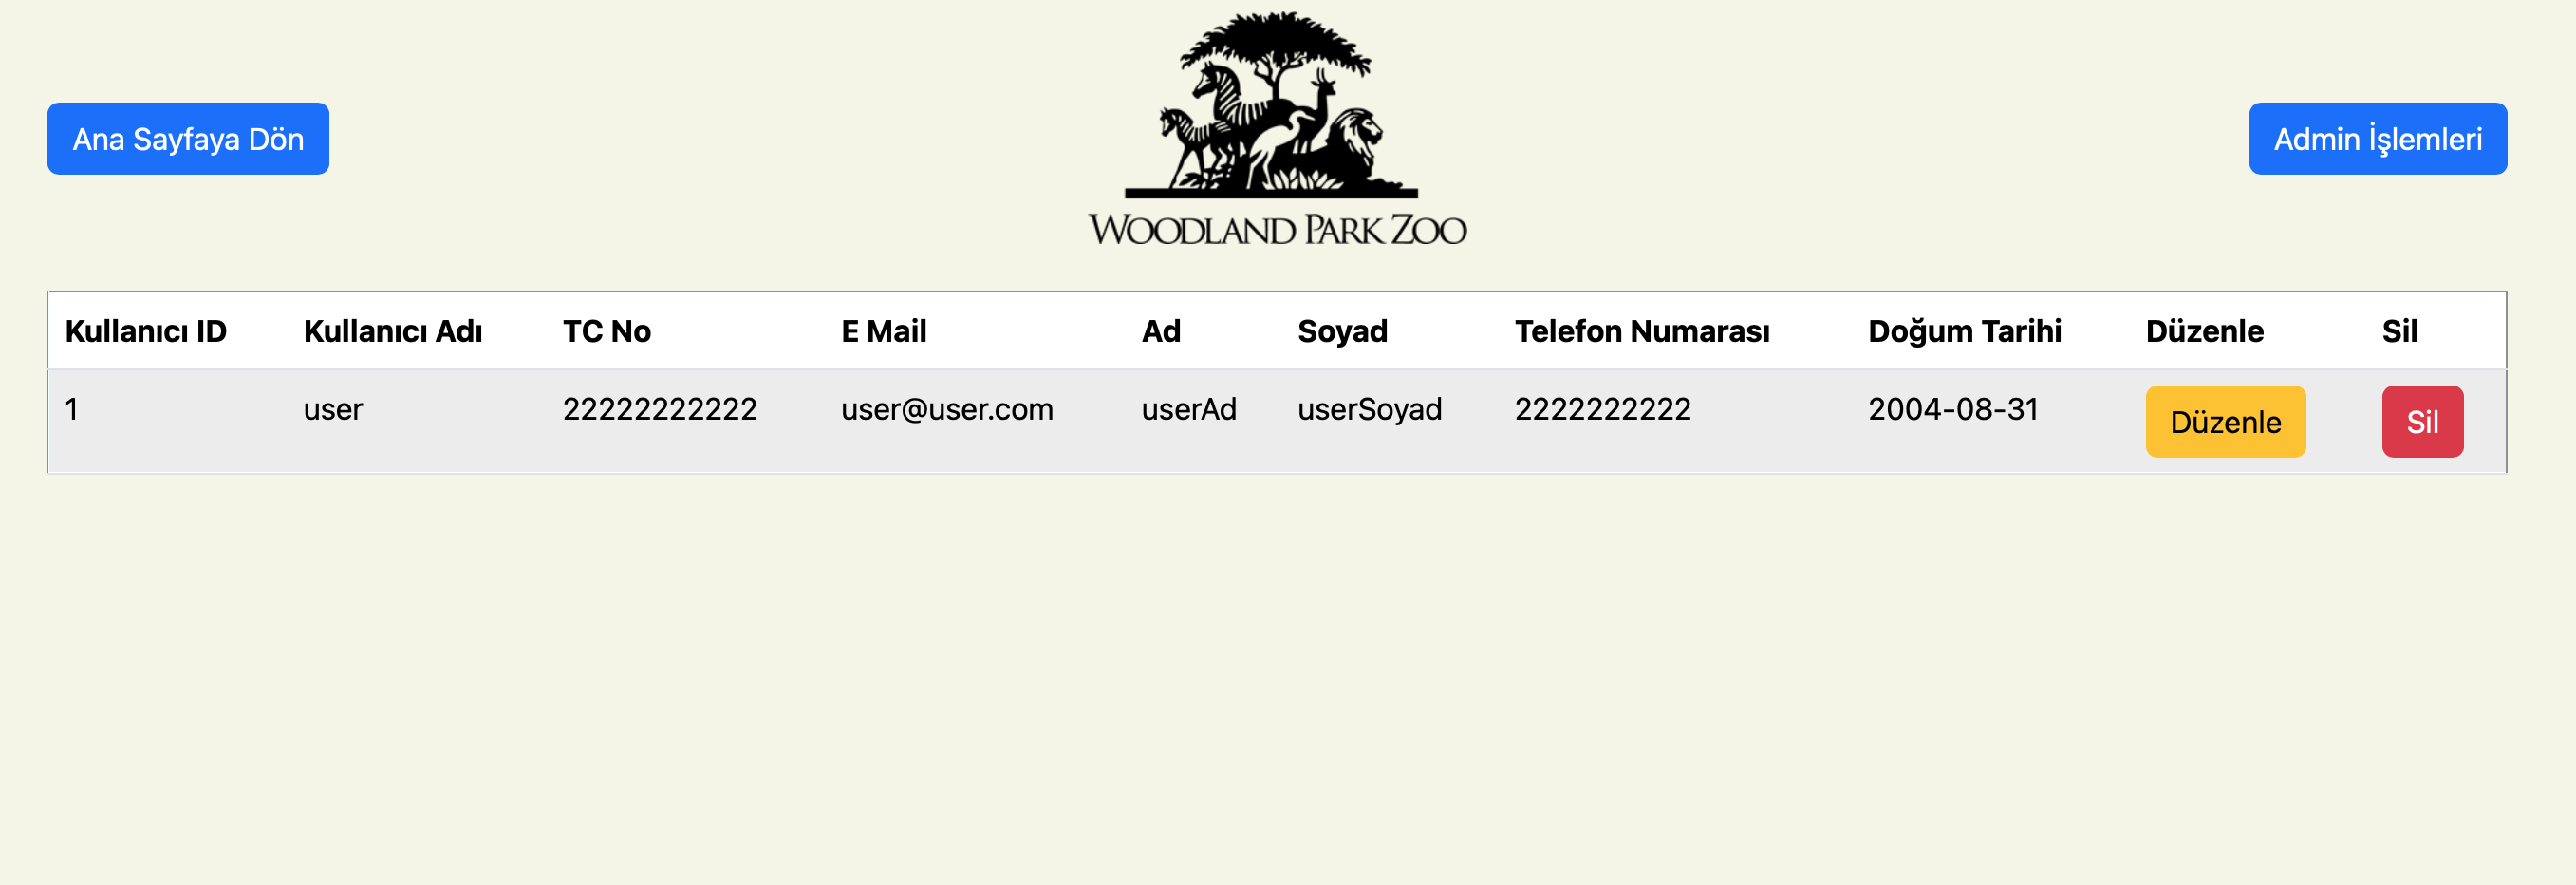 Ana Sayfaya Dön
Admin İşlemleri
WOODLAND PARK ZOO
Kullanıcı ID Kullanıcı Adı TC No E Mail Ad Soyad Telefon Numarası Doğum Tarihi Düzenle Sil
1 user 22222222222 user@user.com userAd userSoyad 2222222222 2004-08-31 Düzenle Sil